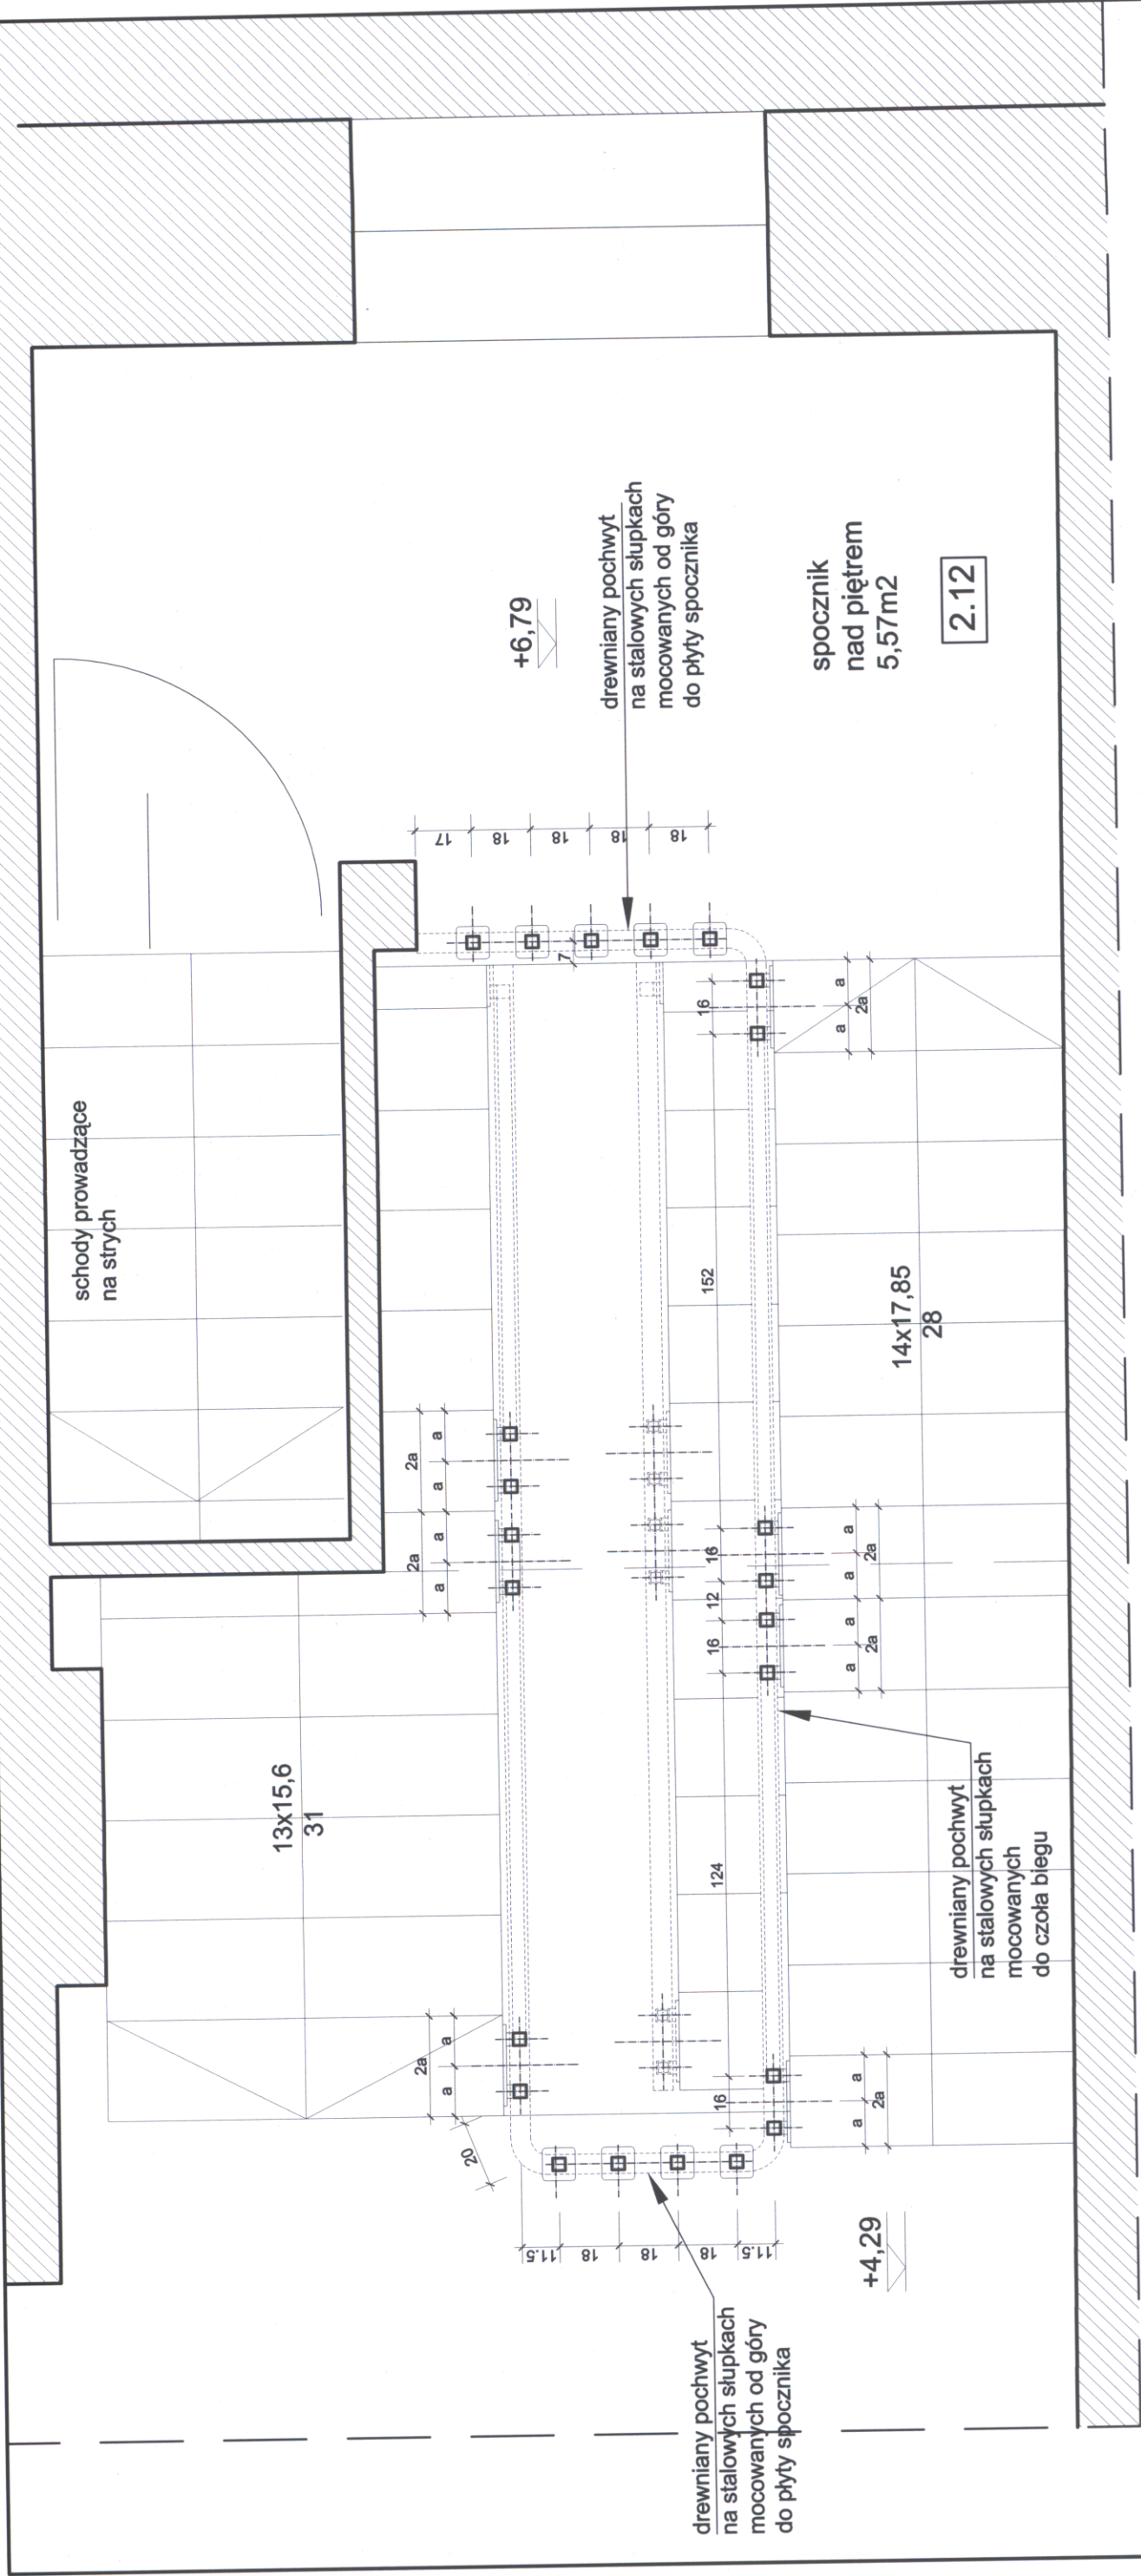 schody prowadzące
na strych
+6,79
drewniany pochwyt
na stalowych słupkach
mocowanych od góry
do płyty spocznika
spocznik
nad piętrem
5,57m2
2.12
17
18
18
18
18
7
16
a
a
2a
152
14x17,85
28
2a
a
a
2a
a
a
16
12
16
a
a
2a
a
a
2a
13x15,6
31
124
drewniany pochwyt
na stalowych słupkach
mocowanych
do czoła biegu
2a
a
a
20
16
a
a
2a
11.5
18
18
18
11.5
+4,29
drewniany pochwyt
na stalowych słupkach
mocowanych od góry
do płyty spocznika